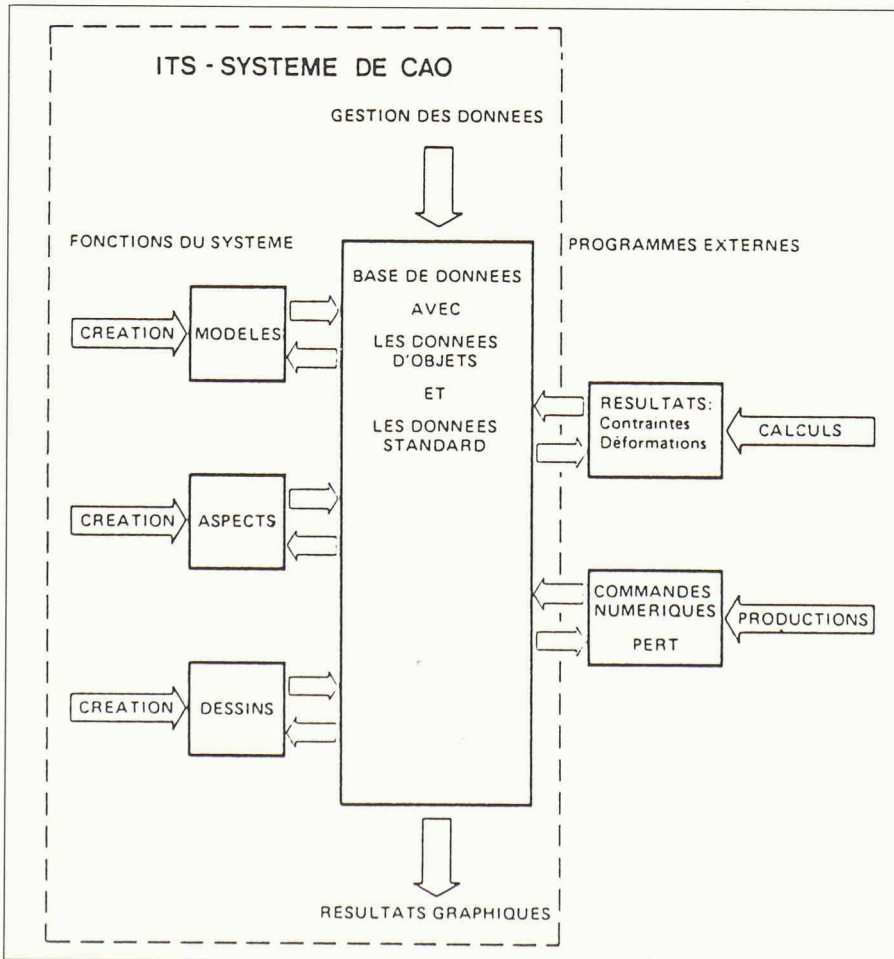 ITS - SYSTEME DE CAO
GESTION DES DONNEES
FONCTIONS DU SYSTEME
PROGRAMMES EXTERNES
BASE DE DONNEES
AVEC
LES DONNEES
D'OBJETS
ET
LES DONNEES
STANDARD
CREATION
MODELES
CREATION
ASPECTS
CREATION
DESSINS
RESULTATS:
Contraintes
Déformations
CALCULS
COMMANDES
NUMERIQUES
PERT
PRODUCTIONS
RESULTATS GRAPHIQUES